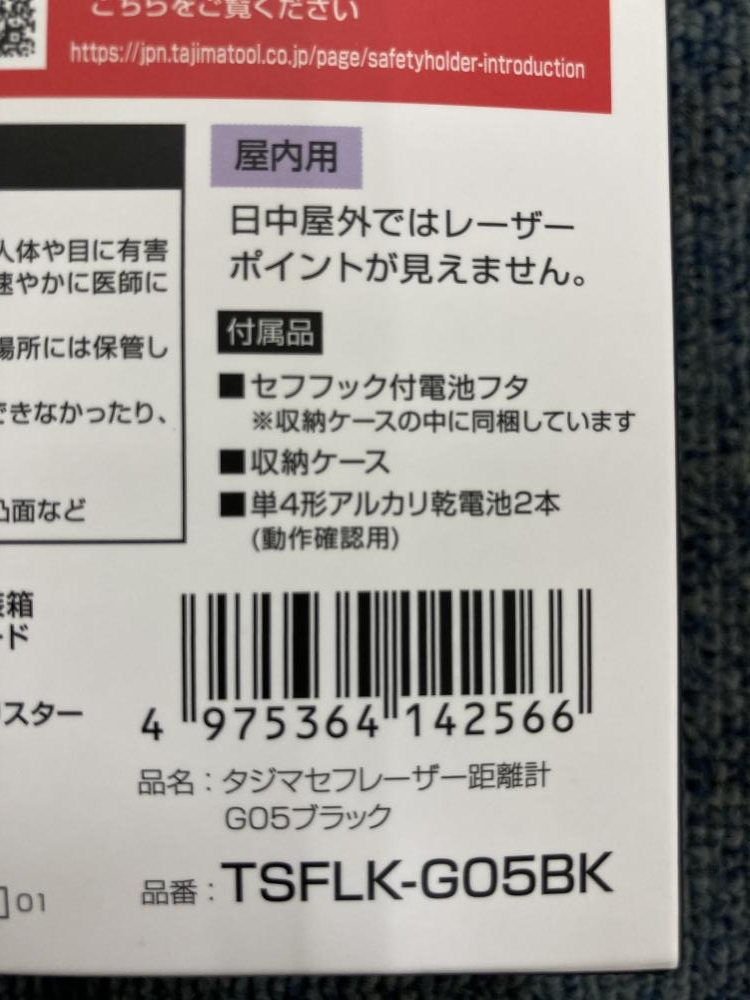 こちらをご覧ください
https://jpn.tajimatool.co.jp/page/safetyholder-introduction
屋内用
日中屋外ではレーザー
ポイントが見えません。
人体や目に有害
速やかに医師に
場所には保管し
できなかったり、
凸面など
付属品
■セフフック付電池フタ
※収納ケースの中に同梱しています
■収納ケース
■単4形アルカリ乾電池2本
(動作確認用)
箱
ード
スター
4 975364 142566
品名：タジマセフレーザー距離計
G05ブラック
品番：TSFLK-G05BK
01